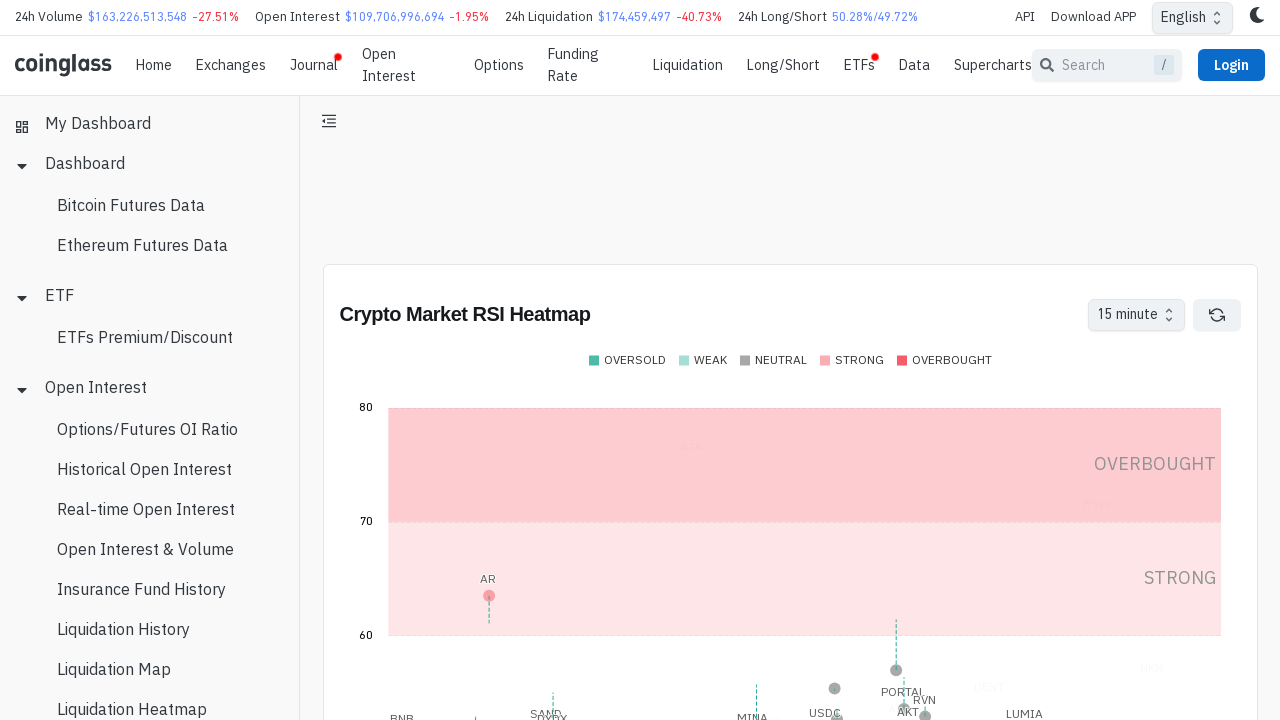 24h Volume $163,226,513,548 -27.51% Open Interest $109,706,996,694 -1.95% 24h Liquidation $174,459,497 -40.73% 24h Long/Short 50.28%/49.72% API Download APP English
coinglass Home Exchanges Journal Open Interest Options Funding Rate Liquidation Long/Short ETFs Data Supercharts Search / Login
My Dashboard
Dashboard
Bitcoin Futures Data
Ethereum Futures Data
ETF
ETFs Premium/Discount
Open Interest
Options/Futures OI Ratio
Historical Open Interest
Real-time Open Interest
Open Interest & Volume
Insurance Fund History
Liquidation History
Liquidation Map
Liquidation Heatmap
Crypto Market RSI Heatmap 15 minute
OVERSOLD WEAK NEUTRAL STRONG OVERBOUGHT
80
OVERBOUGHT
70
STRONG
AR
60
PORTAL
RVN
AKT
USDC
LUMIA
SAND
DYDX
MINA
BNB